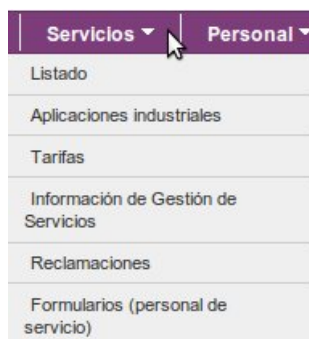 Servicios Personal
Listado
Aplicaciones industriales
Tarifas
Información de Gestión de
Servicios
Reclamaciones
Formularios (personal de
servicio)